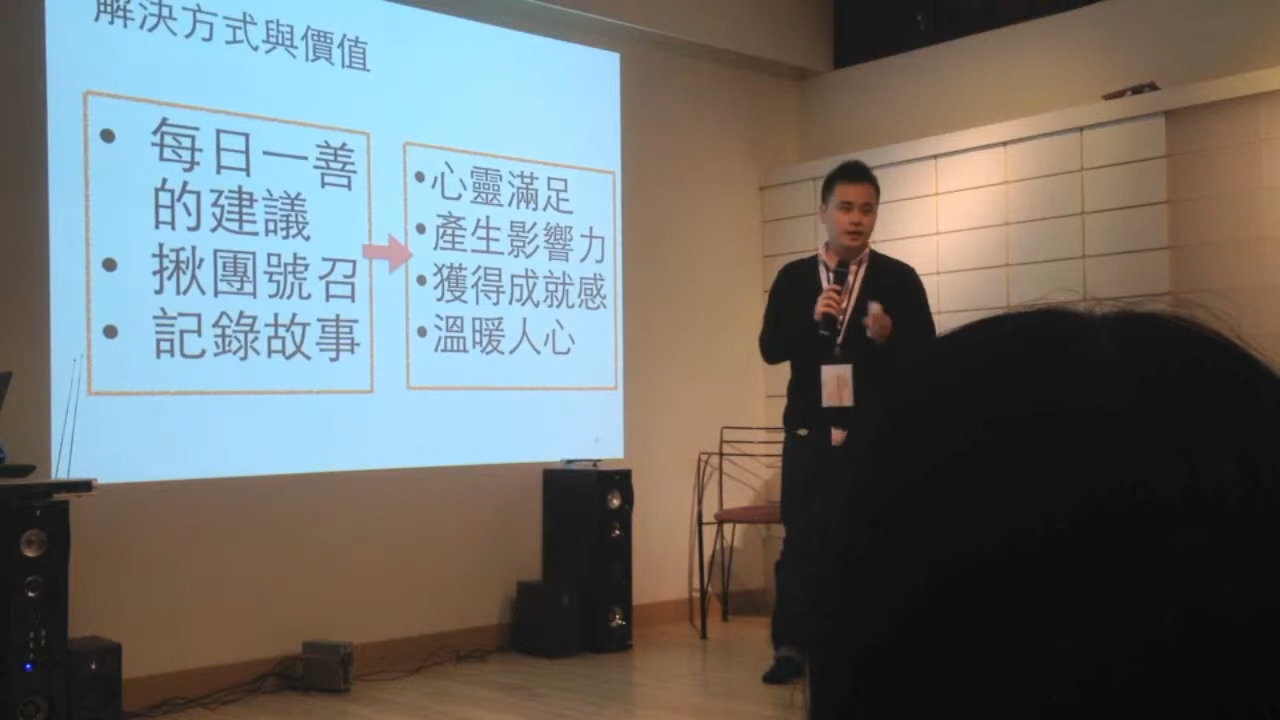 解決方式與價值
• 每日一善
的建議
• 揪團號召
• 記錄故事
•心靈滿足
•產生影響力
•獲得成就感
•溫暖人心